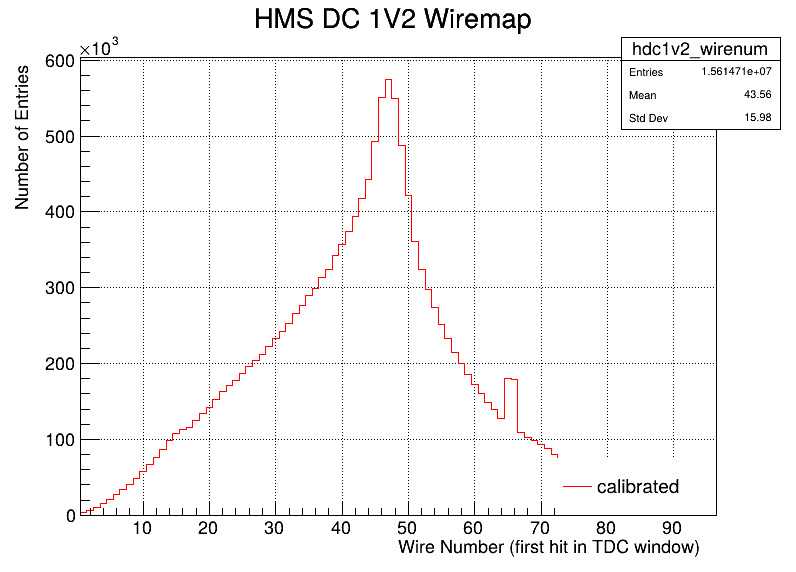 HMS DC 1V2 Wiremap
×10³
hdc1v2_wirenum
Entries 1.561471e+07
Mean 43.56
Std Dev 15.98
Number of Entries
600
500
400
300
200
100
0
calibrated
10 20 30 40 50 60 70 80 90
Wire Number (first hit in TDC window)